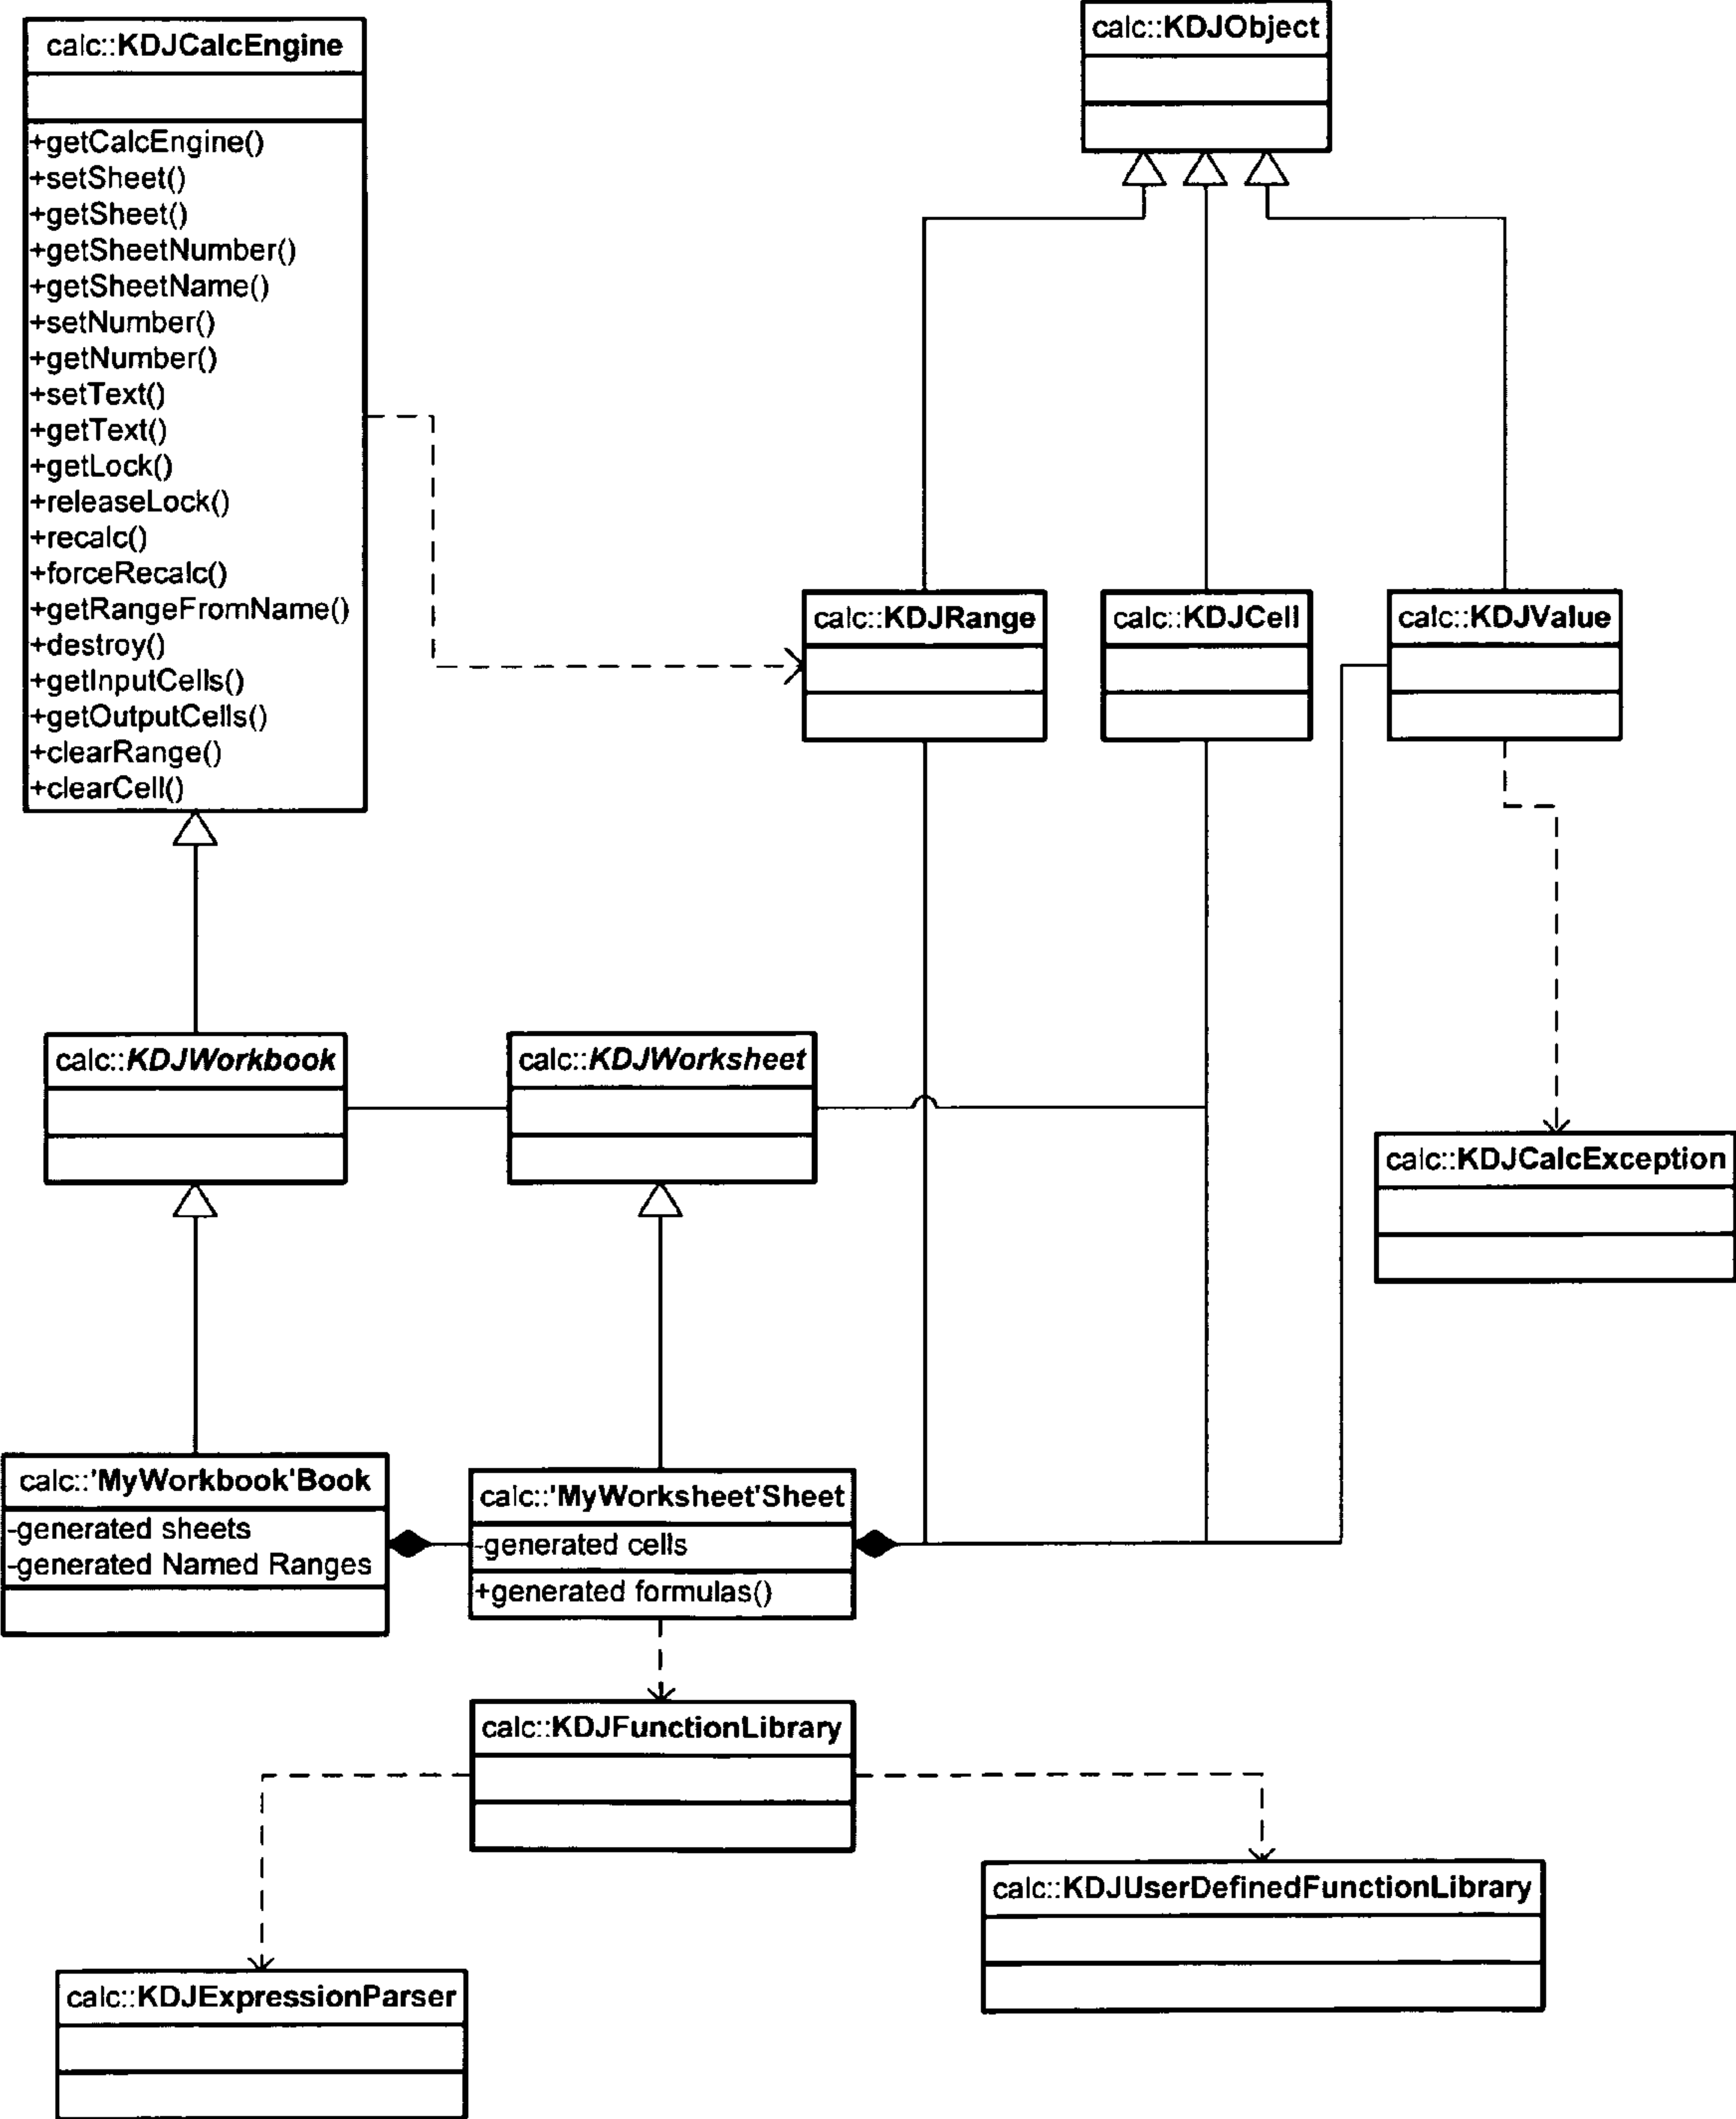 calc::KDJCalcEngine
+getCalcEngine()
+setSheet()
+getSheet()
+getSheetNumber()
+getSheetName()
+setNumber()
+getNumber()
+setText()
+getText()
+getLock()
+releaseLock()
+recalc()
+forceRecalc()
+getRangeFromName()
+destroy()
+getInputCells()
+getOutputCells()
+clearRange()
+clearCell()
calc::KDJObject
calc::KDJRange
calc::KDJCell
calc::KDJValue
calc::KDJWorkbook
calc::KDJWorksheet
calc::KDJCalcException
calc::'MyWorkbook'Book
-generated sheets
-generated Named Ranges
calc::'MyWorksheet'Sheet
-generated cells
+generated formulas()
calc::KDJFunctionLibrary
calc::KDJUserDefinedFunctionLibrary
calc::KDJExpressionParser